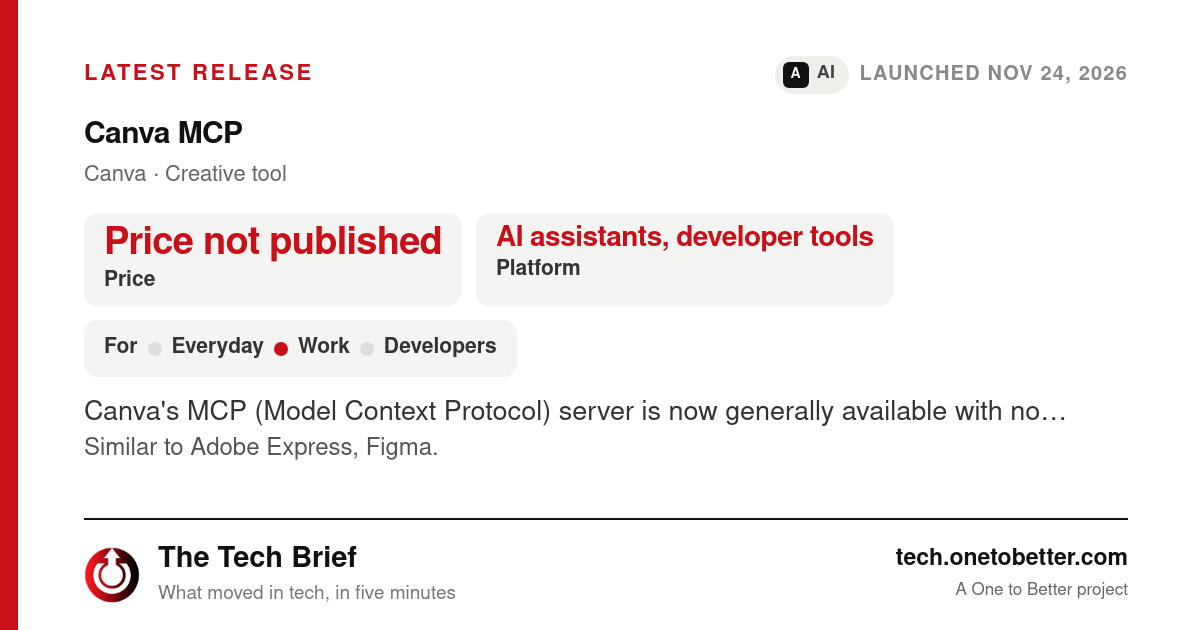 LATEST RELEASE
A AI LAUNCHED NOV 24, 2026
Canva MCP
Canva · Creative tool
Price not published
Price
AI assistants, developer tools
Platform
For Everyday Work Developers
Canva's MCP (Model Context Protocol) server is now generally available with no…
Similar to Adobe Express, Figma.
The Tech Brief
What moved in tech, in five minutes
tech.onetobetter.com
A One to Better project